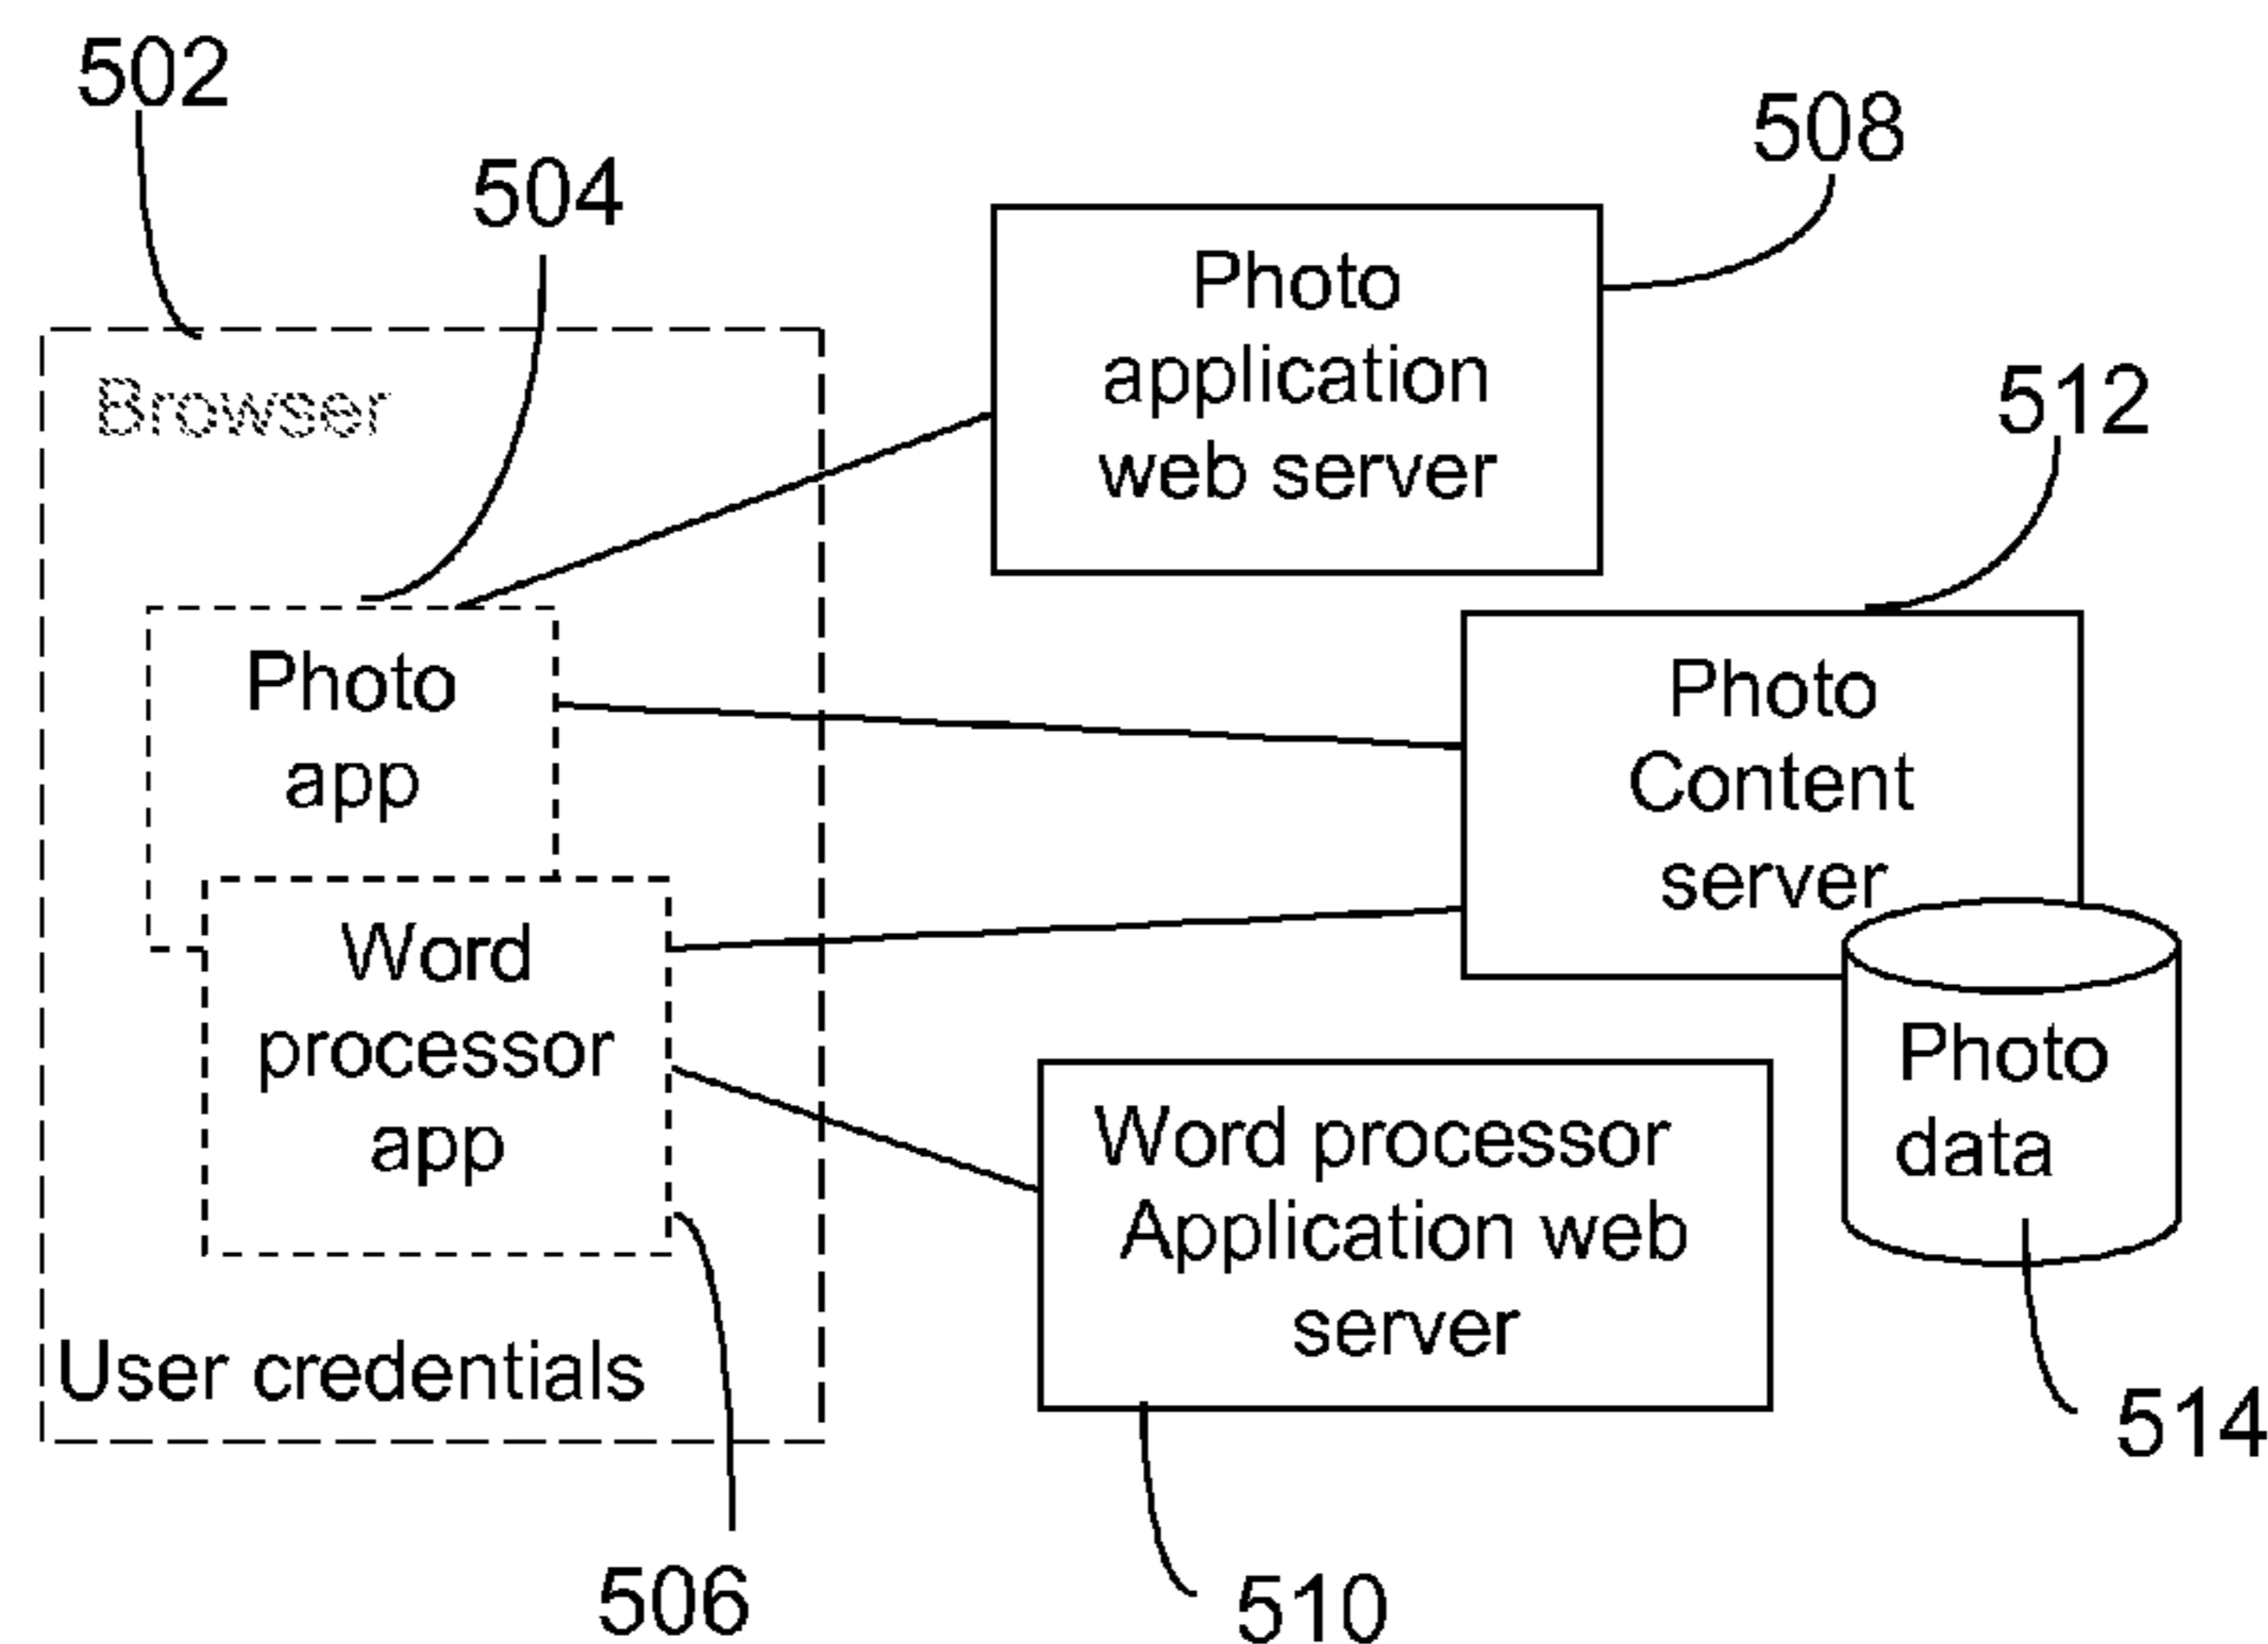 502
504
508
Browser
Photo
application
web server
512
Photo
app
Photo
Content
server
Word
processor
app
Photo
data
Word processor
Application web
server
User credentials
514
506
510